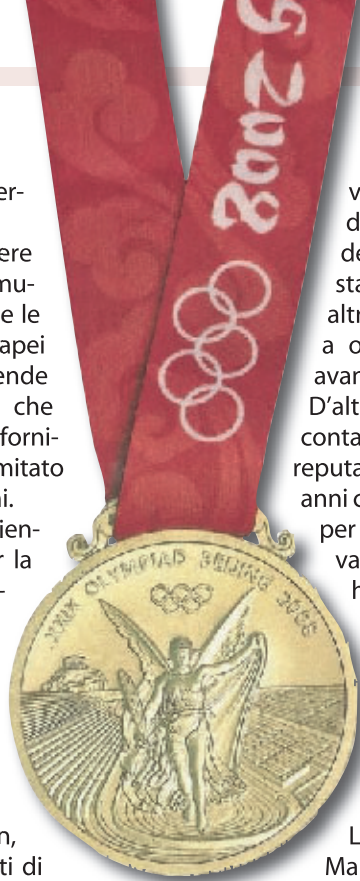 2008
XXIX OLYMPIAD BEIJING 2008
er-
ere
mu-
e le
apei
ende
che
forni-
mitato
ni.
ien-
r la
-
n,
ti di
v
d
de
sta
altr
a o
D'alt
conta
reputa
anni
per
va
h
L
Ma